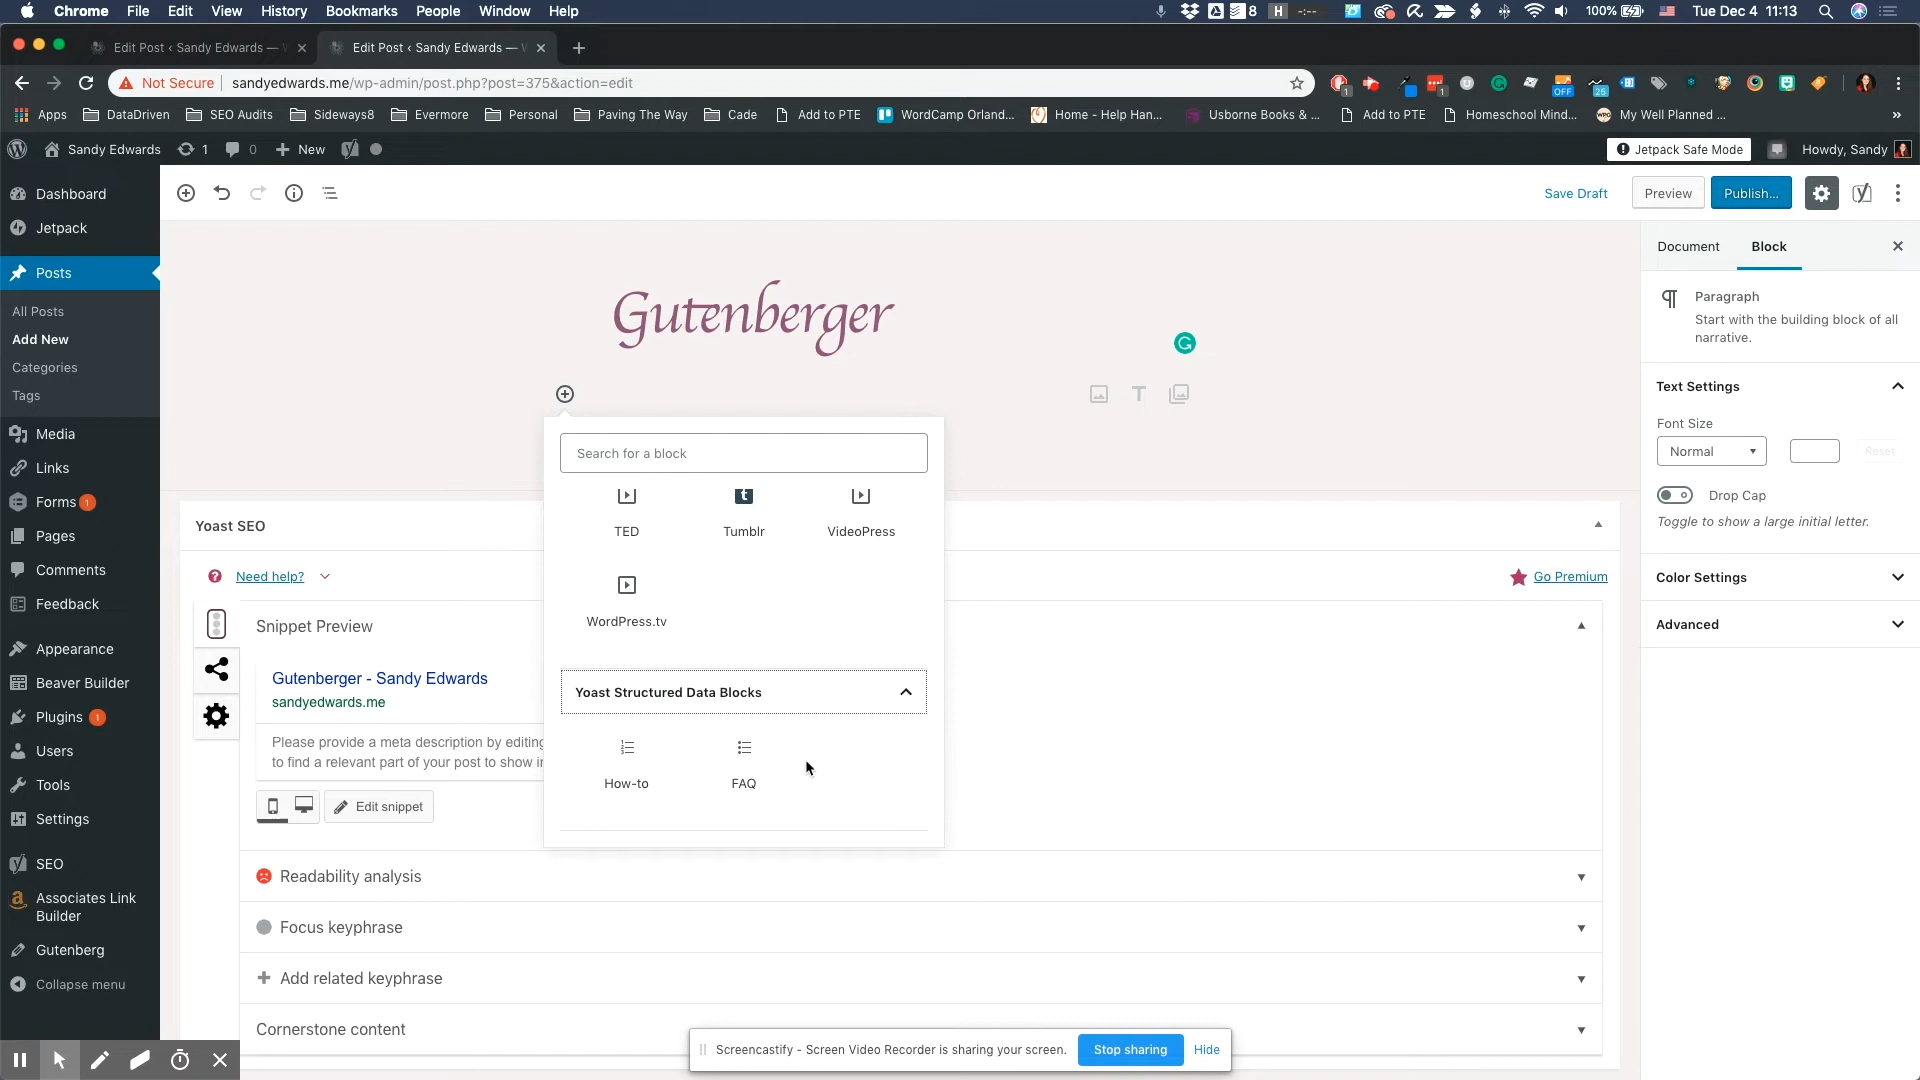 Chrome File Edit View History Bookmarks People Window Help
8 H -:-- 100% Tue Dec 4 11:13
Edit Post ‹ Sandy Edwards — W
Edit Post ‹ Sandy Edwards — W
Not Secure sandyedwards.me/wp-admin/post.php?post=375&action=edit
1 1 OFF 25
Apps DataDriven SEO Audits Sideways8 Evermore Personal Paving The Way Code Add to PTE WordCamp Orland... Home - Help Han... Usborne Books & ... Add to PTE Homeschool Mind... My Well Planned ... »
Sandy Edwards 1 0 New Jetpack Safe Mode Howdy, Sandy
Dashboard
Jetpack
Posts
All Posts
Add New
Categories
Tags
Media
Links
Forms 1
Pages
Comments
Feedback
Appearance
Beaver Builder
Plugins 1
Users
Tools
Settings
SEO
Associates Link
Builder
Gutenberg
Collapse menu
Save Draft Preview Publish...
Gutenberger
Search for a block
TED Tumblr VideoPress
WordPress.tv
Yoast Structured Data Blocks
How-to FAQ
Yoast SEO
Need help? Go Premium
Snippet Preview
Gutenberger - Sandy Edwards
sandyedwards.me
Please provide a meta description by editing
to find a relevant part of your post to show in
Edit snippet
Readability analysis
Focus keyphrase
Add related keyphrase
Cornerstone content
Document Block
Paragraph
Start with the building block of all
narrative.
Text Settings
Font Size
Normal Reset
Drop Cap
Toggle to show a large initial letter.
Color Settings
Advanced
Screencastify - Screen Video Recorder is sharing your screen. Stop sharing Hide